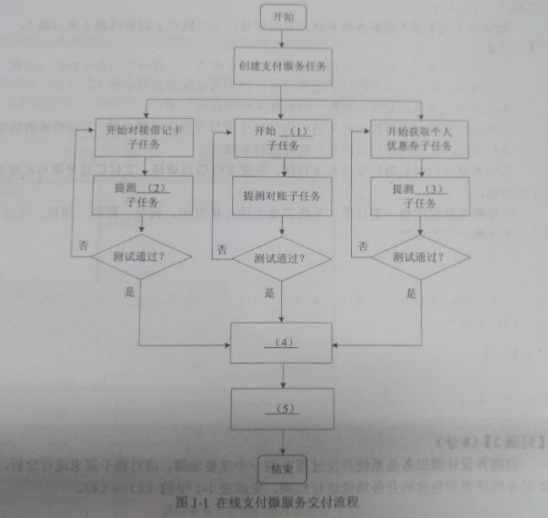 开始
创建支付服务任务
开始对接借记卡
子任务
开始 (1)
子任务
开始获取个人
优惠券子任务
提测 (2)
子任务
提测对账子任务
提测 (3)
子任务
否
测试通过?
否
测试通过?
否
测试通过?
是
是
是
(4)
(5)
结束
图 1-1 在线支付微服务交付流程